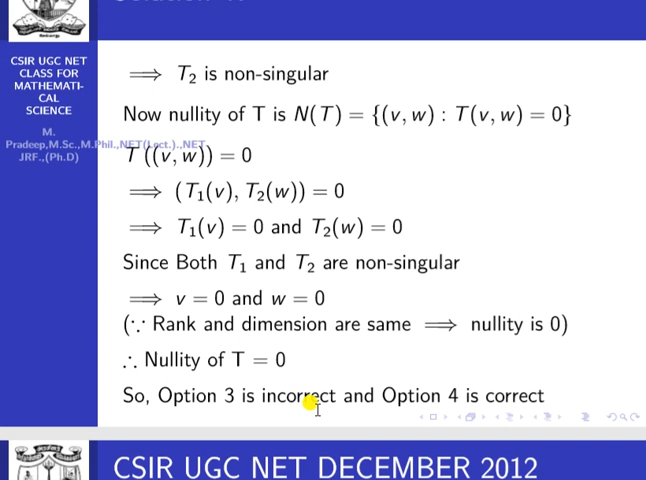 CSIR UGC NET
CLASS FOR
MATHEMATI-
CAL
SCIENCE
M.
Pradeep,M.Sc.,M.Phil.,NET(Lect.).,NET
JRF.,(Ph.D)
⟹ T₂ is non-singular
Now nullity of T is N(T) = {(v, w) : T(v, w) = 0}
T((v, w)) = 0
⟹ (T₁(v), T₂(w)) = 0
⟹ T₁(v) = 0 and T₂(w) = 0
Since Both T₁ and T₂ are non-singular
⟹ v = 0 and w = 0
(∵ Rank and dimension are same ⟹ nullity is 0)
∴ Nullity of T = 0
So, Option 3 is incorrect and Option 4 is correct
CSIR UGC NET DECEMBER 2012